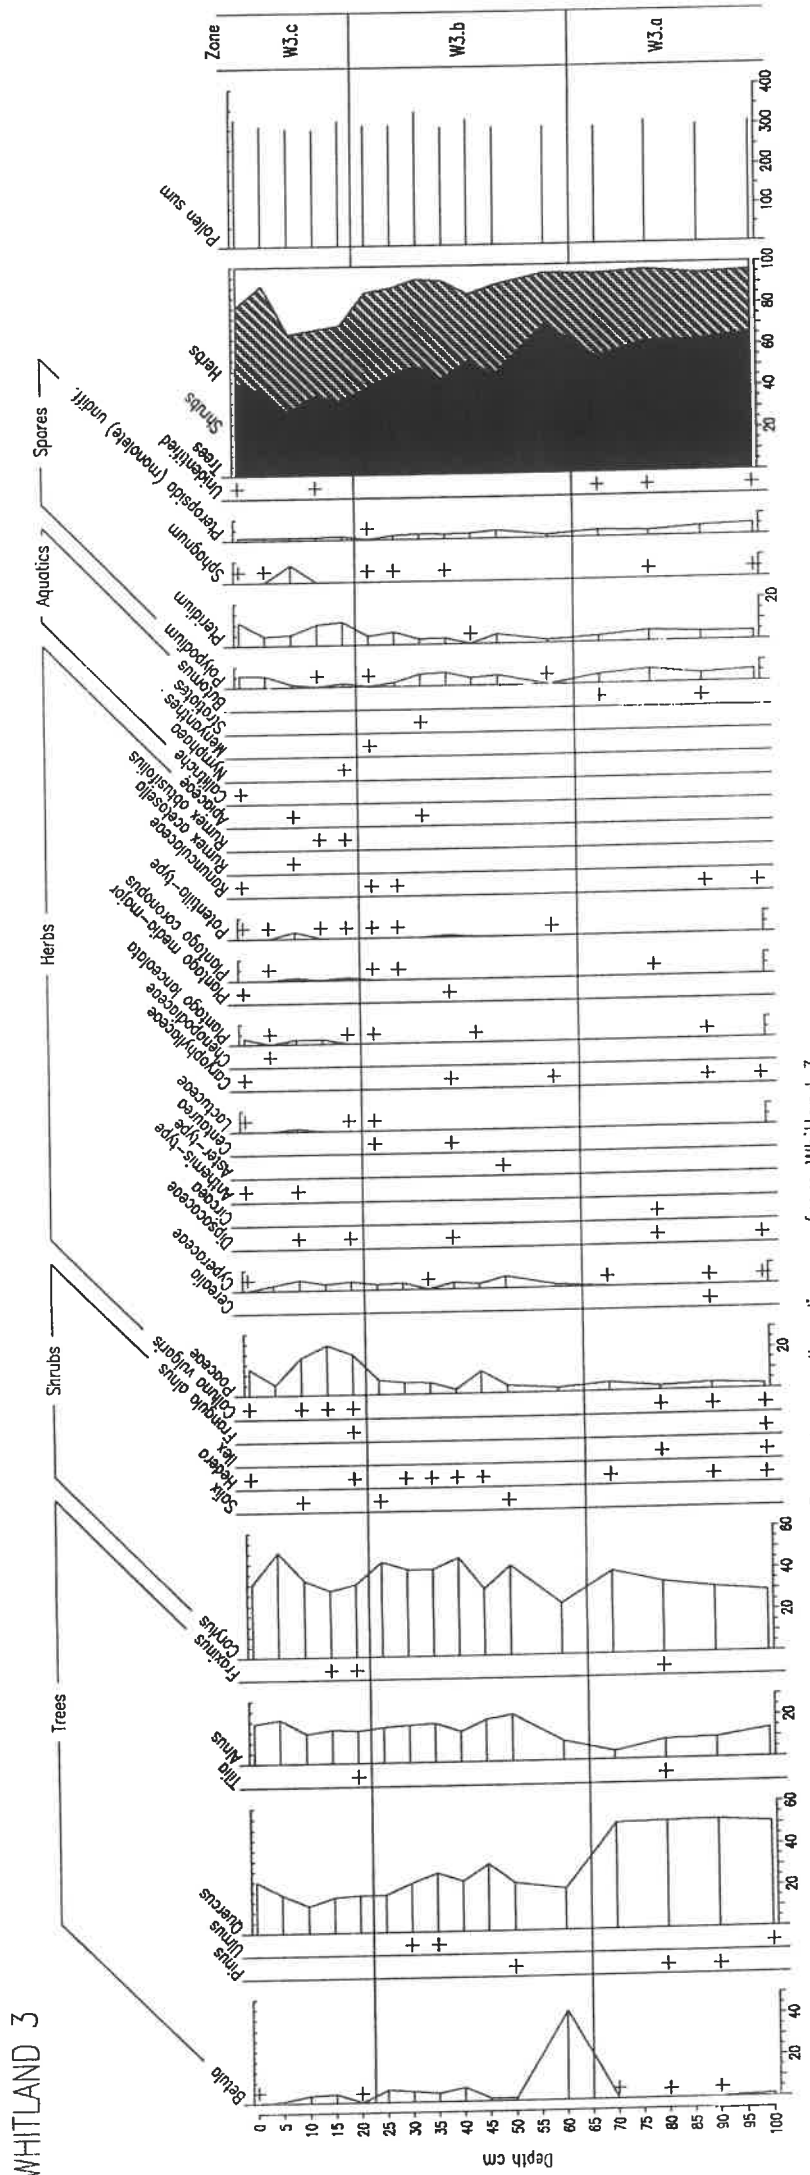 WHITLAND 3
Trees
Shrubs
Herbs
Aquatics
Spores
Betula
Pinus
Ulmus
Quercus
Tilia
Alnus
Fraxinus
Corylus
Salix
Hedera
Ilex
Frangula alnus
Calluna vulgaris
Poaceae
Cerealia
Cyperaceae
Dipsacaceae
Circaea
Anthemis-type
Aster-type
Centaurea
Lactuceae
Caryophyllaceae
Chenopodiaceae
Plantago lanceolata
Plantago media-major
Plantago coronopus
Potentilla-type
Ranunculaceae
Rumex acetosella
Rumex obtusifolius
Apiaceae
Callitriche
Nymphaea
Menyanthes
Stratiotes
Butomus
Polypodium
Pteridium
Sphagnum
Pteropsida (monolete) undiff.
Unidentified
Trees
Shrubs
Herbs
Pollen sum
Zone
W3.c
W3.b
W3.a
Depth cm
0 5 10 15 20 25 30 35 40 45 50 55 60 65 70 75 80 85 90 95 100
20 40
20 40 60
20
20 40 60
20
20
20 40 60 80 100
100 200 300 400